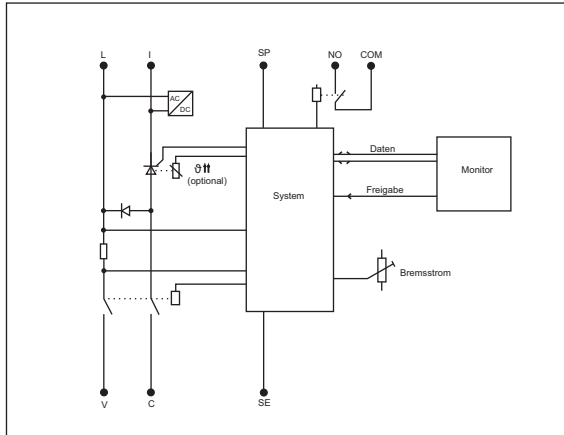 L I SP NO COM
AC
DC
Daten
ϑ
(optional)
Monitor
System
Freigabe
Bremsstrom
V C SE